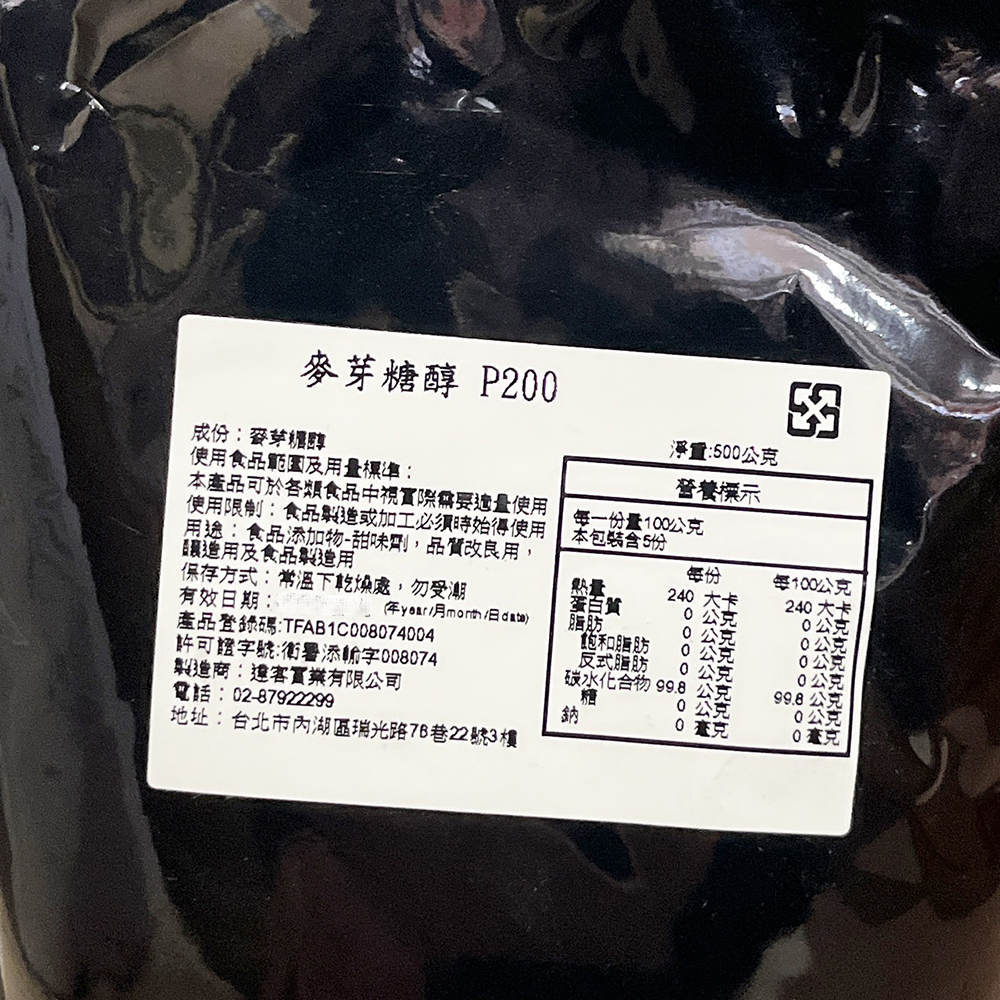 麥芽糖醇 P200
成份：麥芽糖醇
使用食品範圍及用量標準：
本產品可於各類食品中視實際需要適量使用
使用限制：食品製造或加工必須時始得使用
用途：食品添加物-甜味劑，品質改良用，
釀造用及食品製造用
保存方式：常溫下乾燥處，勿受潮
有效日期： (年year/月month/日date)
產品登錄碼:TFAB1C008074004
許可證字號:衛署添輸字008074
製造商：達客實業有限公司
電話：02-87922299
地址：台北市內湖區瑞光路76巷22號3樓
淨重:500公克
營養標示
每一份量100公克
本包裝含5份
每份 每100公克
熱量 240 大卡 240 大卡
蛋白質 0 公克 0 公克
脂肪 0 公克 0 公克
飽和脂肪 0 公克 0 公克
反式脂肪 0 公克 0 公克
碳水化合物 99.8 公克 99.8 公克
糖 0 公克 0 公克
鈉 0 毫克 0 毫克